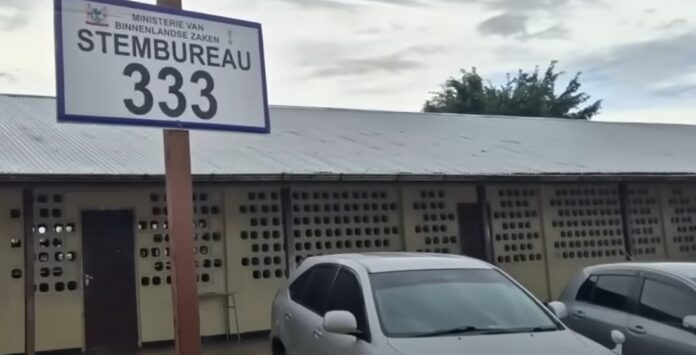 MINISTERIE VAN
BINNENLANDSE ZAKEN
STEMBUREAU
333